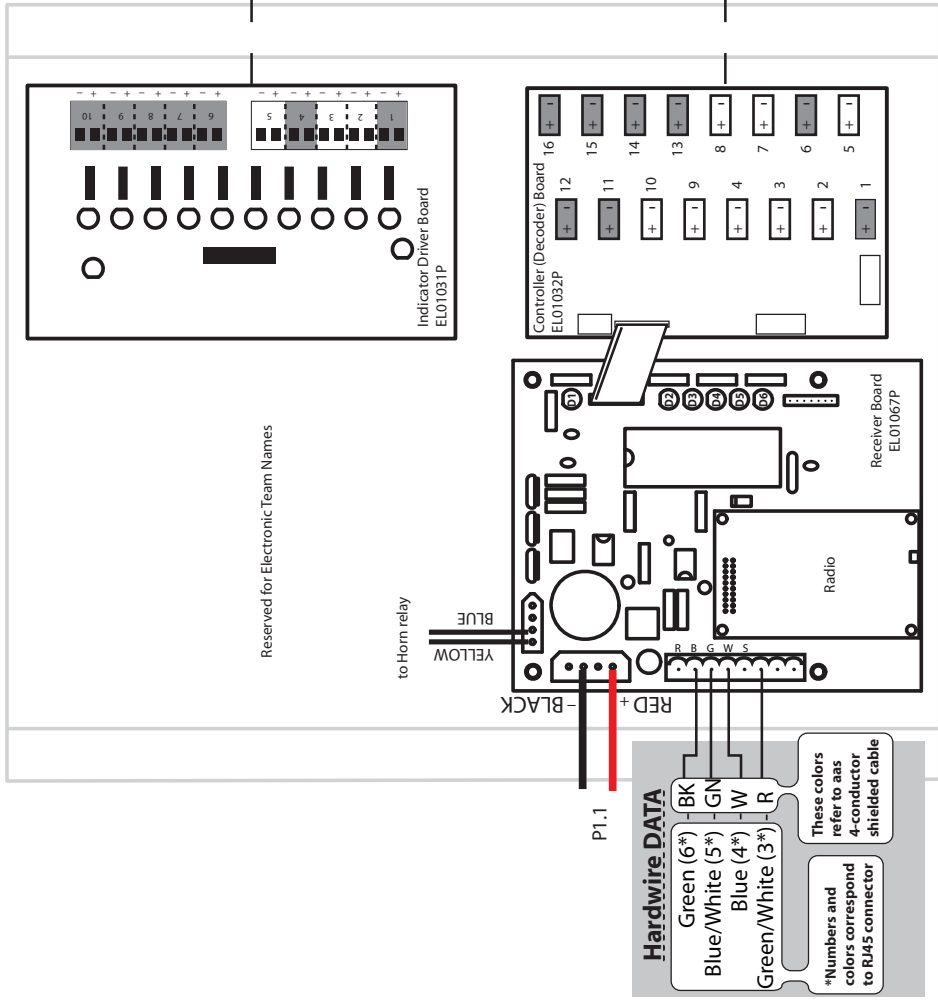 - + - + - + - + - + - + - + - + - + - +
10 9 8 7 6 5 4 3 2 1
Indicator Driver Board
EL01031P
16 15 14 13 8 7 6 5
12 11 10 9 4 3 2 1
+ - + - + - + - + - + - + - + -
+ - + - + - + - + - + - + - + -
Controller (Decoder) Board
EL01032P
Reserved for Electronic Team Names
to Horn relay
BLUE
YELLOW
D1 D2 D3 D4 D5 D6
Receiver Board
EL01067P
Radio
R B G W S
- BLACK
RED +
P1.1
Hardwire DATA
Green (6*) - BK
Blue/White (5*) - GN
Blue (4*) - W
Green/White (3*) - R
These colors
refer to aas
4-conductor
shielded cable
*Numbers and
colors correspond
to RJ45 connector